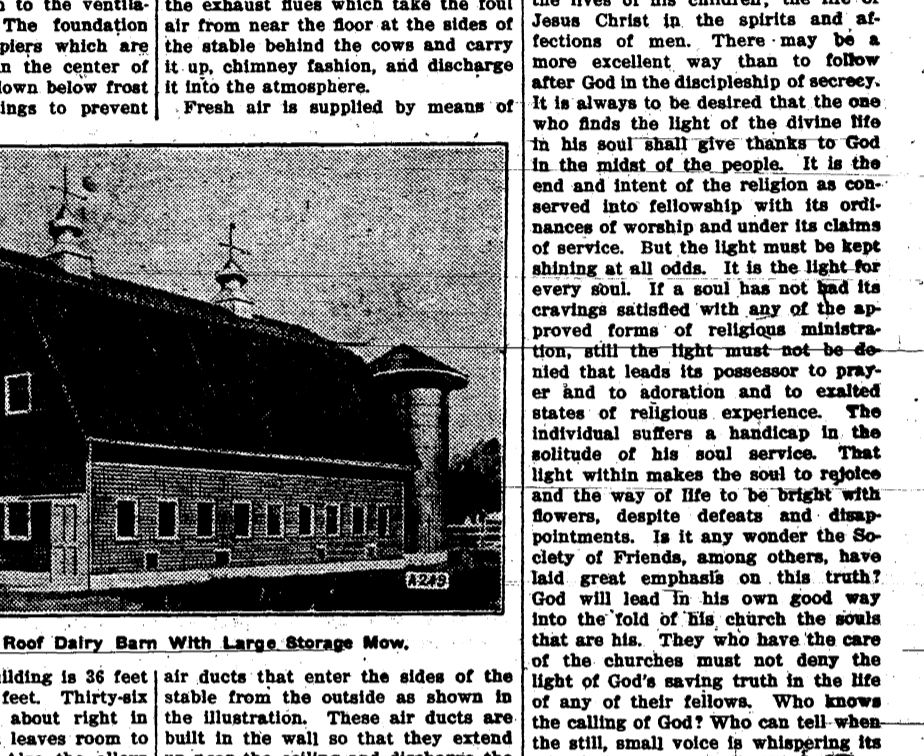 n to the ventila-
The foundation
piers which are
n the center of
down below frost
ings to prevent
the exhaust flues which take the foul
air from near the floor at the sides of
the stable behind the cows and carry
it up, chimney fashion, and discharge
it into the atmosphere.
Fresh air is supplied by means of
A249
Roof Dairy Barn With Large Storage Mow.
ilding is 36 feet
feet. Thirty-six
about right in
leaves room to
air ducts that enter the sides of the
stable from the outside as shown in
the illustration. These air ducts are
built in the wall so that they extend
the lives of his children, the life of
Jesus Christ in the spirits and af-
fections of men. There may be a
more excellent way than to follow
after God in the discipleship of secrecy.
It is always to be desired that the one
who finds the light of the divine life
in his soul shall give thanks to God
in the midst of the people. It is the
end and intent of the religion as con-
served into fellowship with its ordi-
nances of worship and under its claims
of service. But the light must be kept
shining at all odds. It is the light for
every soul. If a soul has not had its
cravings satisfied with any of the ap-
proved forms of religious ministra-
tion, still the light must not be de-
nied that leads its possessor to pray-
er and to adoration and to exalted
states of religious experience. The
individual suffers a handicap in the
solitude of his soul service. That
light within makes the soul to rejoice
and the way of life to be bright with
flowers, despite defeats and disap-
pointments. Is it any wonder the So-
ciety of Friends, among others, have
laid great emphasis on this truth?
God will lead in his own good way
into the fold of his church the souls
that are his. They who have the care
of the churches must not deny the
light of God's saving truth in the life
of any of their fellows. Who knows
the calling of God? Who can tell when
the still, small voice is whispering its